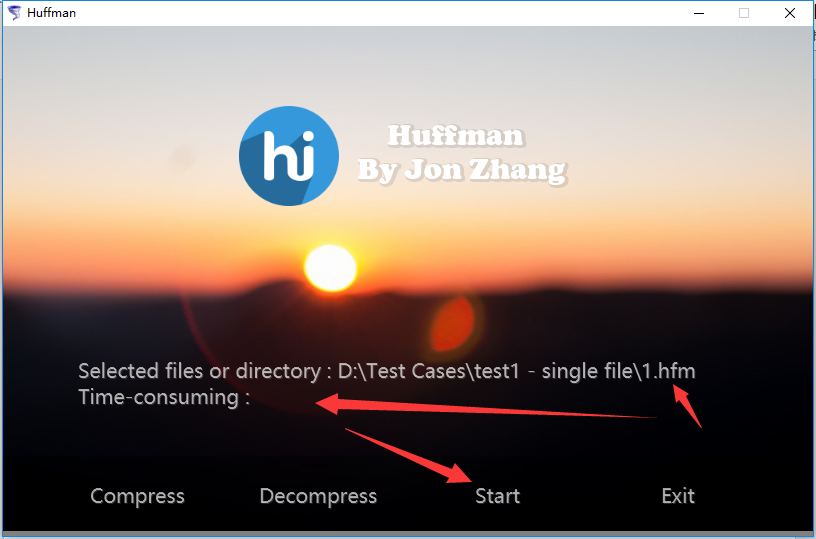 Huffman
hi
Huffman
By Jon Zhang
Selected files or directory : D:\Test Cases\test1 - single file\1.hfm
Time-consuming :
Compress Decompress Start Exit